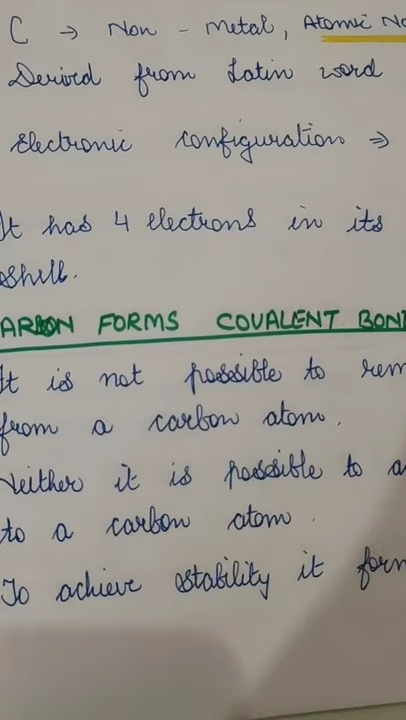 C → Non - Metal, Atomic No
Derived from Latin word
Electronic configuration ⇒
It has 4 electrons in its
shell.
ARBON FORMS COVALENT BOND
It is not possible to rem
from a carbon atom.
Neither it is possible to a
to a carbon atom.
To achieve stability it form